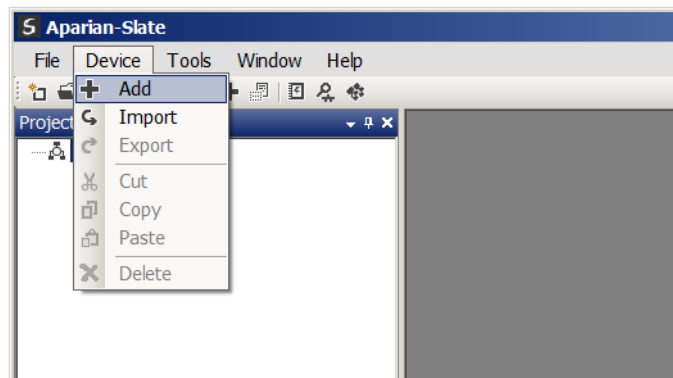 S Aparian-Slate
File Device Tools Window Help
Add
Project
Import
Export
Cut
Copy
Paste
Delete